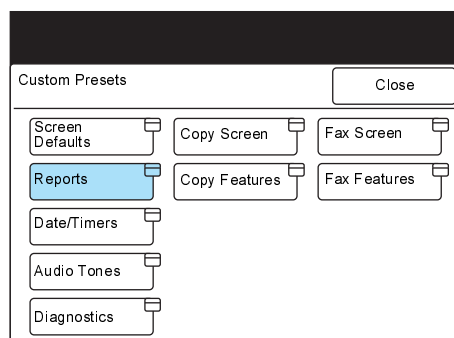 Custom Presets
Close
Screen
Defaults
Copy Screen
Fax Screen
Reports
Copy Features
Fax Features
Date/Timers
Audio Tones
Diagnostics